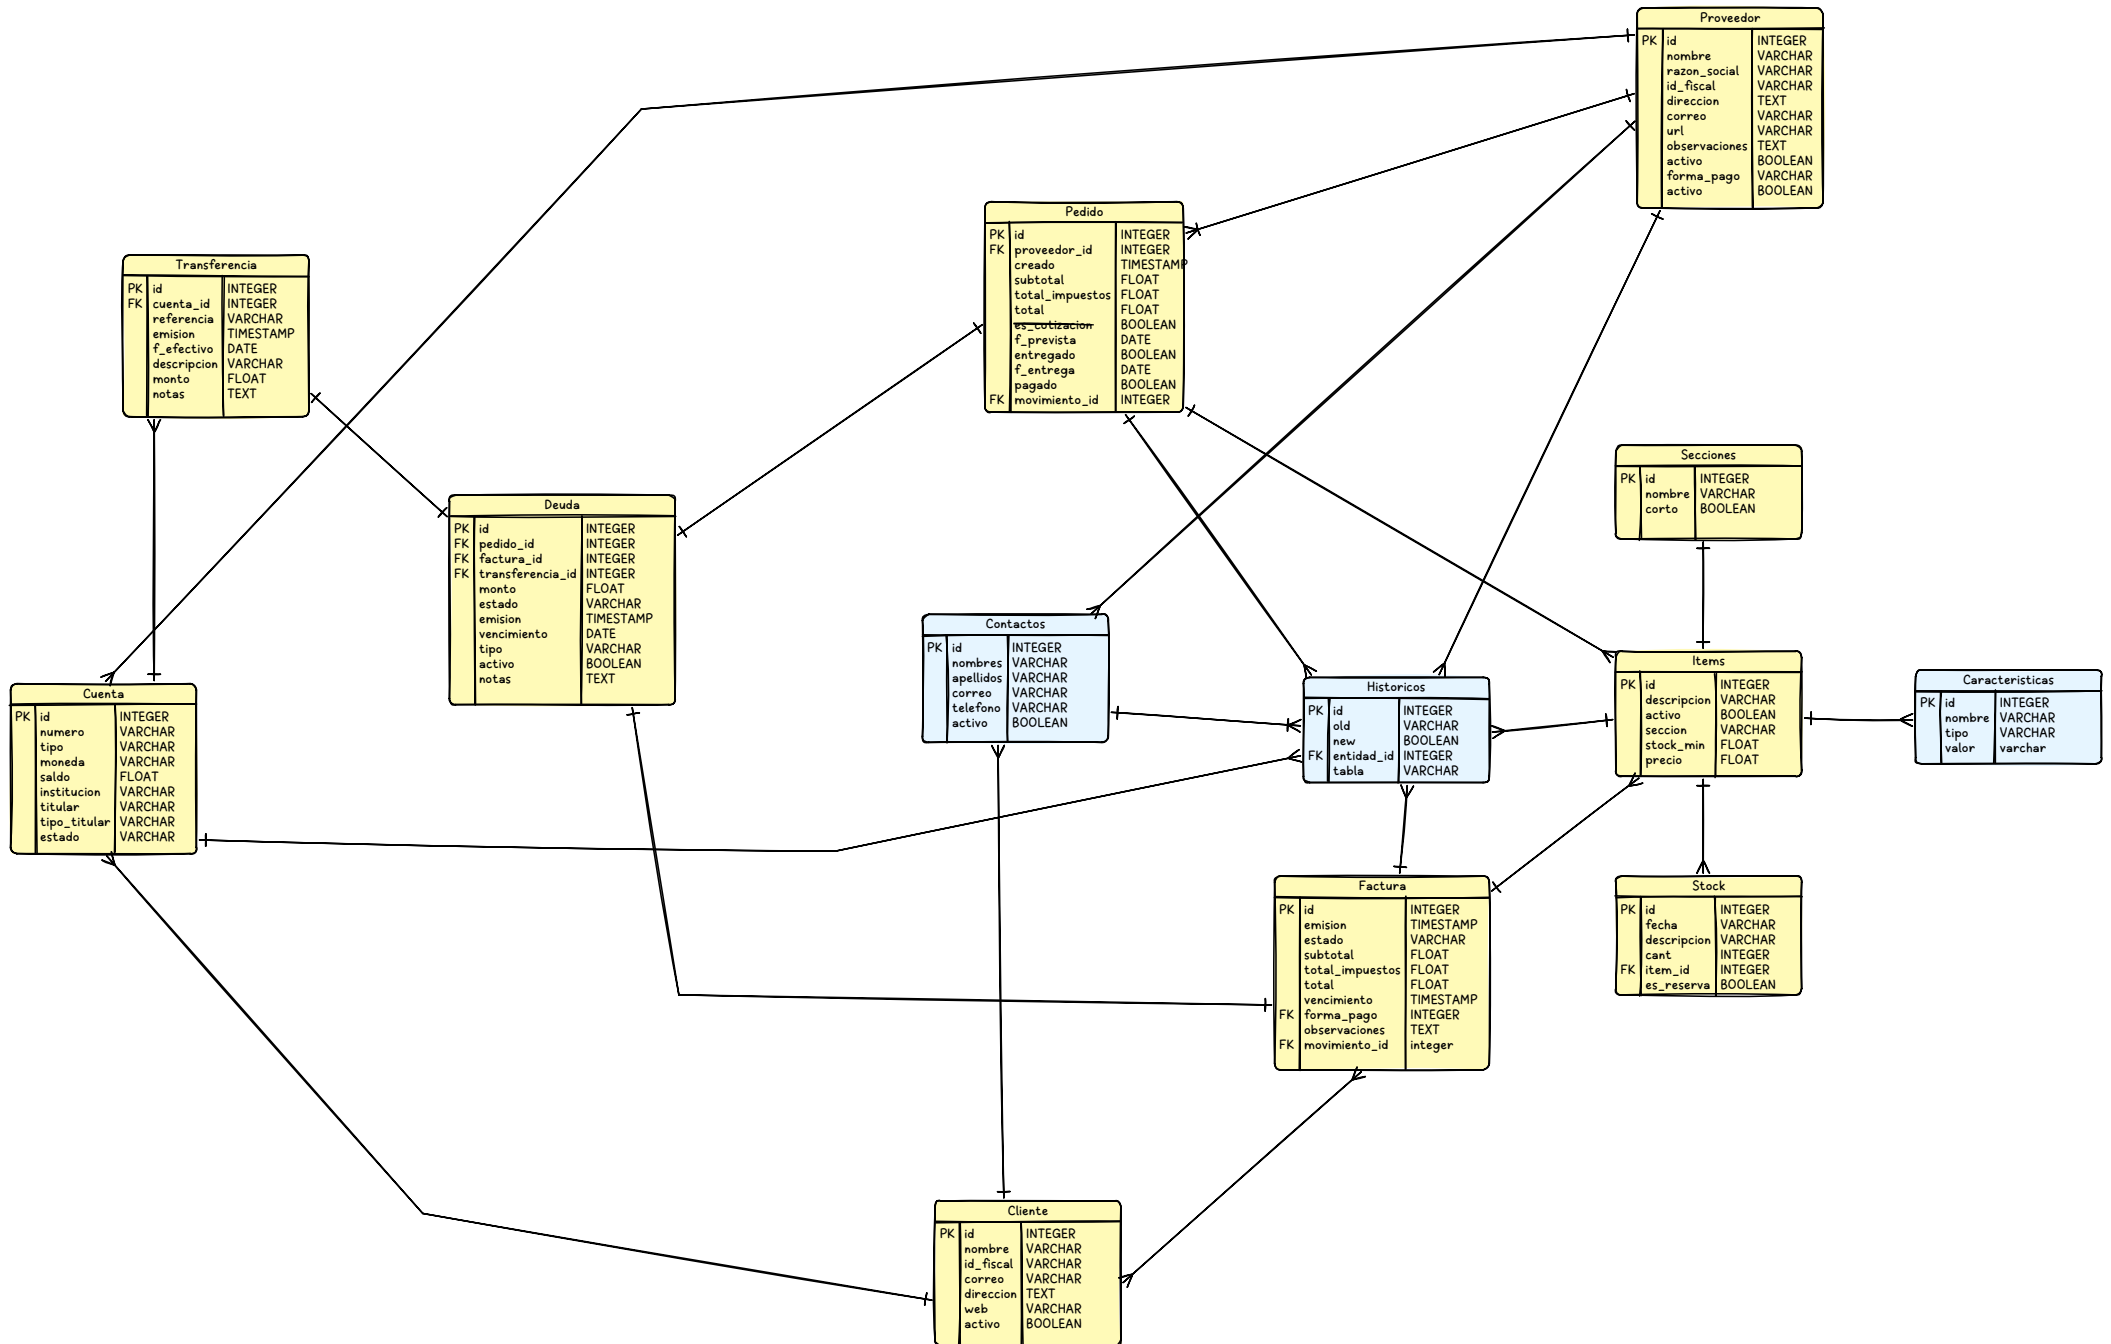 Proveedor
PK id INTEGER
nombre VARCHAR
razon_social VARCHAR
id_fiscal VARCHAR
direccion TEXT
correo VARCHAR
url VARCHAR
observaciones TEXT
activo BOOLEAN
forma_pago VARCHAR
activo BOOLEAN
Pedido
PK id INTEGER
FK proveedor_id INTEGER
creado TIMESTAMP
subtotal FLOAT
total_impuestos FLOAT
total FLOAT
es_cotizacion BOOLEAN
f_prevista DATE
entregado BOOLEAN
f_entrega DATE
pagado BOOLEAN
FK movimiento_id INTEGER
Transferencia
PK id INTEGER
FK cuenta_id INTEGER
referencia VARCHAR
emision TIMESTAMP
f_efectivo DATE
descripcion VARCHAR
monto FLOAT
notas TEXT
Secciones
PK id INTEGER
nombre VARCHAR
corto BOOLEAN
Deuda
PK id INTEGER
FK pedido_id INTEGER
FK factura_id INTEGER
FK transferencia_id INTEGER
monto FLOAT
estado VARCHAR
emision TIMESTAMP
vencimiento DATE
tipo VARCHAR
activo BOOLEAN
notas TEXT
Contactos
PK id INTEGER
nombres VARCHAR
apellidos VARCHAR
correo VARCHAR
telefono VARCHAR
activo BOOLEAN
Items
PK id INTEGER
descripcion VARCHAR
activo BOOLEAN
seccion VARCHAR
stock_min FLOAT
precio FLOAT
Caracteristicas
PK id INTEGER
nombre VARCHAR
tipo VARCHAR
valor varchar
Historicos
PK id INTEGER
old VARCHAR
new BOOLEAN
FK entidad_id INTEGER
tabla VARCHAR
Cuenta
PK id INTEGER
numero VARCHAR
tipo VARCHAR
moneda VARCHAR
saldo FLOAT
institucion VARCHAR
titular VARCHAR
tipo_titular VARCHAR
estado VARCHAR
Factura
PK id INTEGER
emision TIMESTAMP
estado VARCHAR
subtotal FLOAT
total_impuestos FLOAT
total FLOAT
vencimiento TIMESTAMP
FK forma_pago INTEGER
observaciones TEXT
FK movimiento_id integer
Stock
PK id INTEGER
fecha VARCHAR
descripcion VARCHAR
cant INTEGER
FK item_id INTEGER
es_reserva BOOLEAN
Cliente
PK id INTEGER
nombre VARCHAR
id_fiscal VARCHAR
correo VARCHAR
direccion TEXT
web VARCHAR
activo BOOLEAN